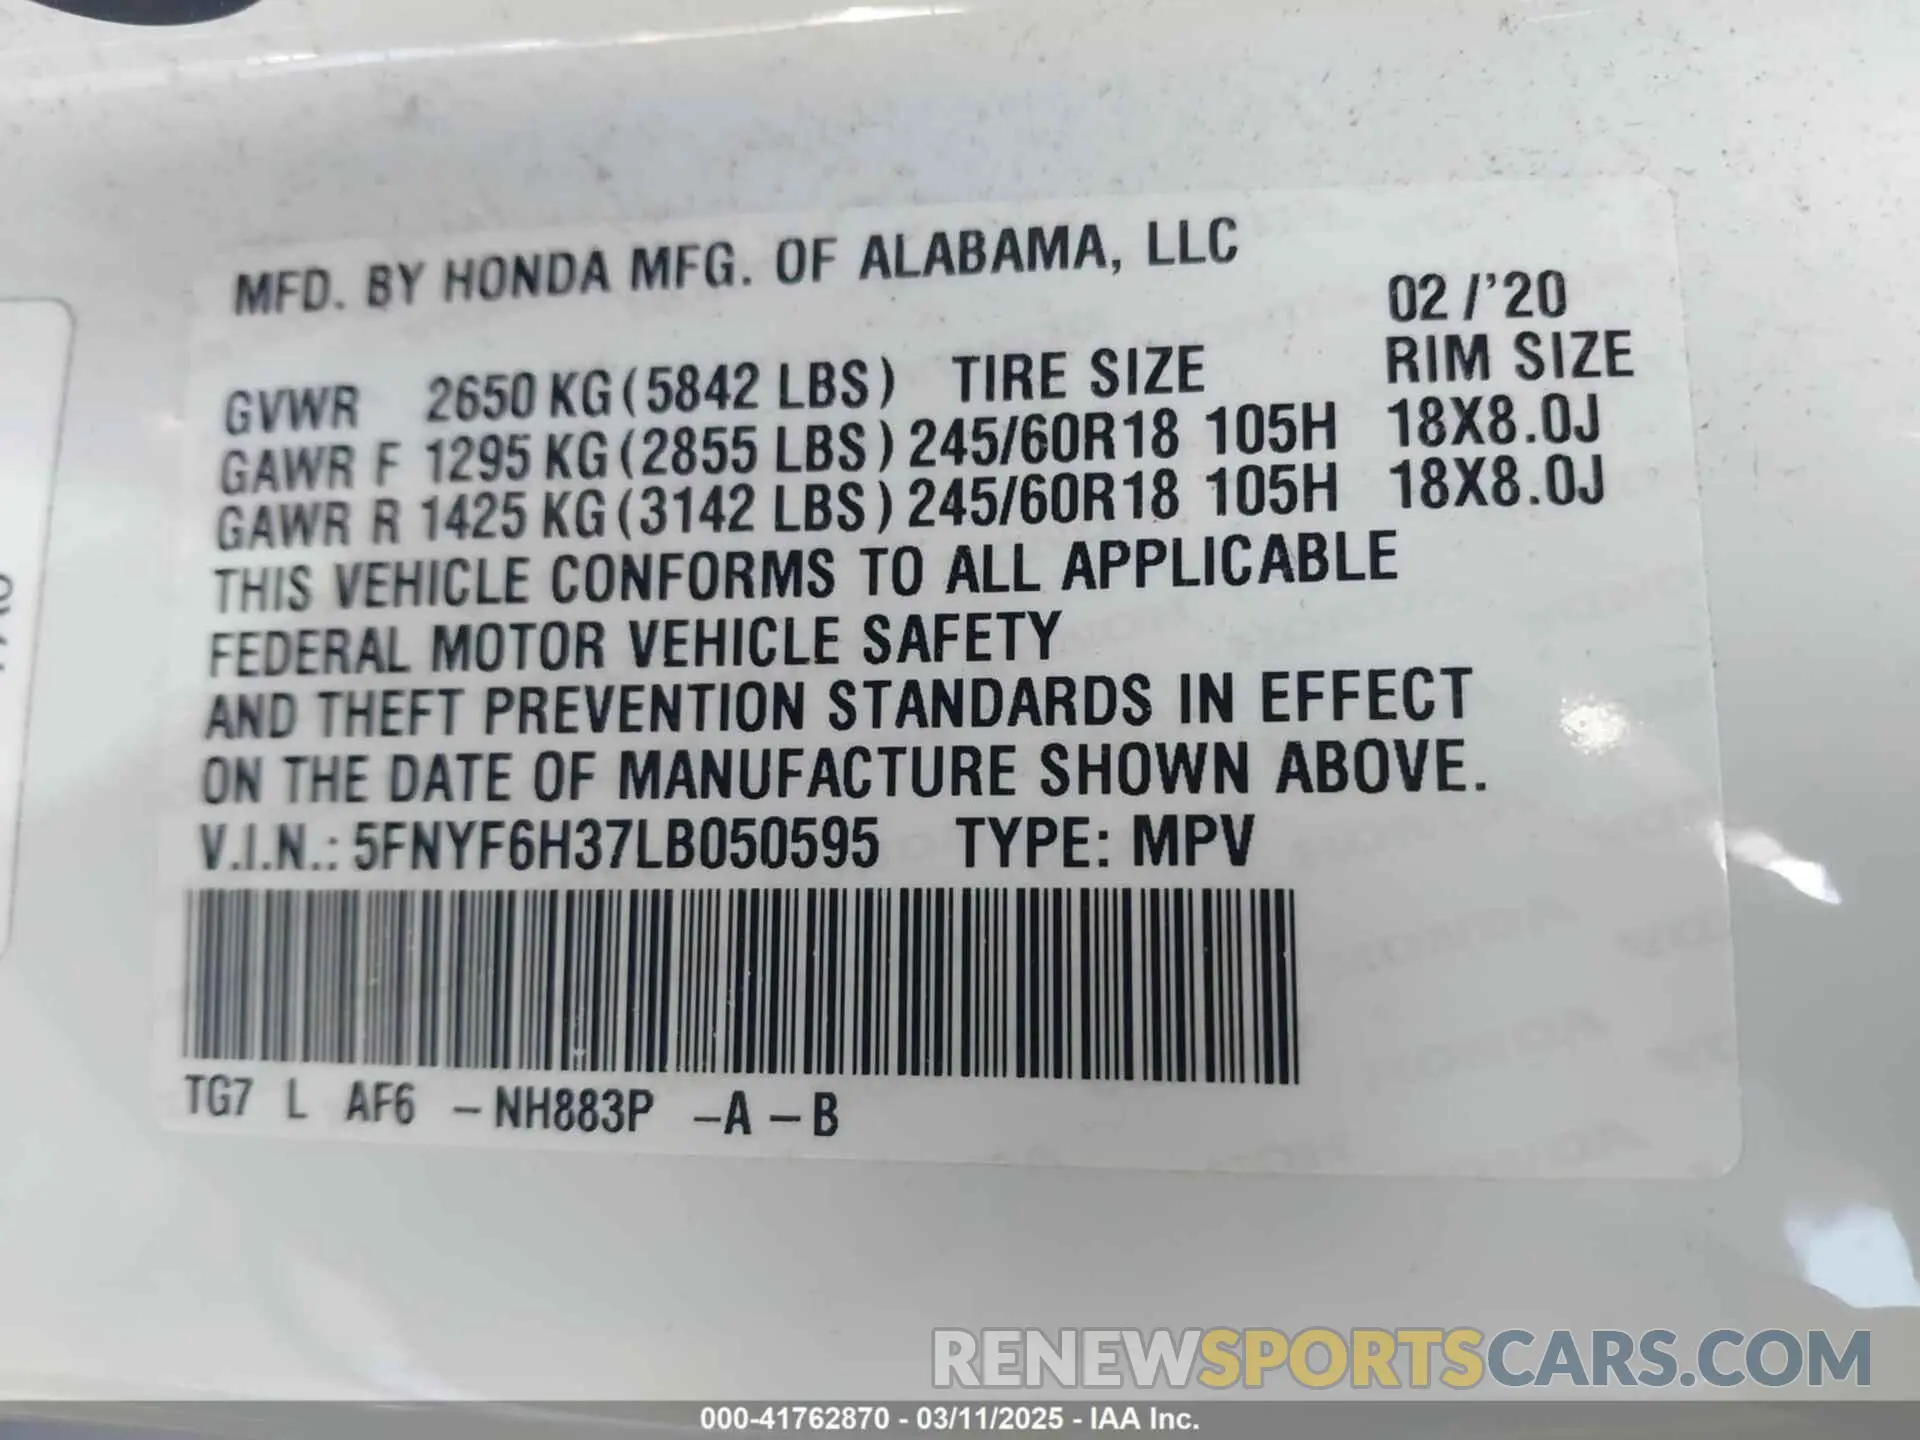 MFD. BY HONDA MFG. OF ALABAMA, LLC
02 /'20
GVWR 2650 KG (5842 LBS) TIRE SIZE RIM SIZE
GAWR F 1295 KG (2855 LBS) 245/60R18 105H 18X8.0J
GAWR R 1425 KG (3142 LBS) 245/60R18 105H 18X8.0J
THIS VEHICLE CONFORMS TO ALL APPLICABLE
FEDERAL MOTOR VEHICLE SAFETY
AND THEFT PREVENTION STANDARDS IN EFFECT
ON THE DATE OF MANUFACTURE SHOWN ABOVE.
V.I.N.: 5FNYF6H37LB050595 TYPE: MPV
TG7 L AF6 – NH883P –A – B
RENEWSPORTSCARS.COM
000-41762870 - 03/11/2025 - IAA Inc.